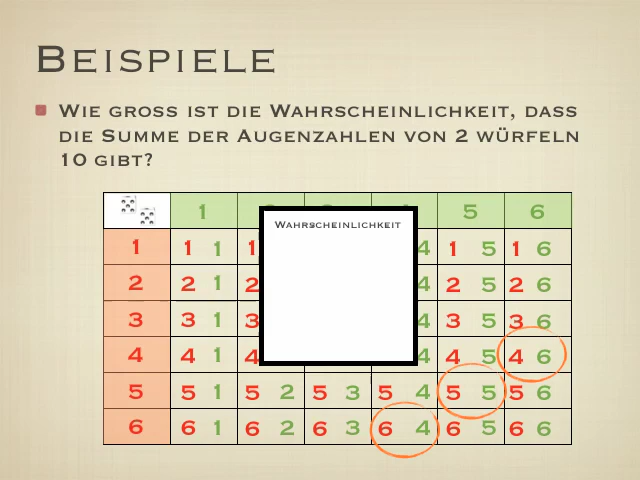 Beispiele
Wie gross ist die Wahrscheinlichkeit, dass
die Summe der Augenzahlen von 2 würfeln
10 gibt?
1 5 6
Wahrscheinlichkeit
1 1 1 1 4 1 5 1 6
2 2 1 2 4 2 5 2 6
3 3 1 3 4 3 5 3 6
4 4 1 4 4 4 5 4 6
5 5 1 5 2 5 3 5 4 5 5 5 6
6 6 1 6 2 6 3 6 4 6 5 6 6